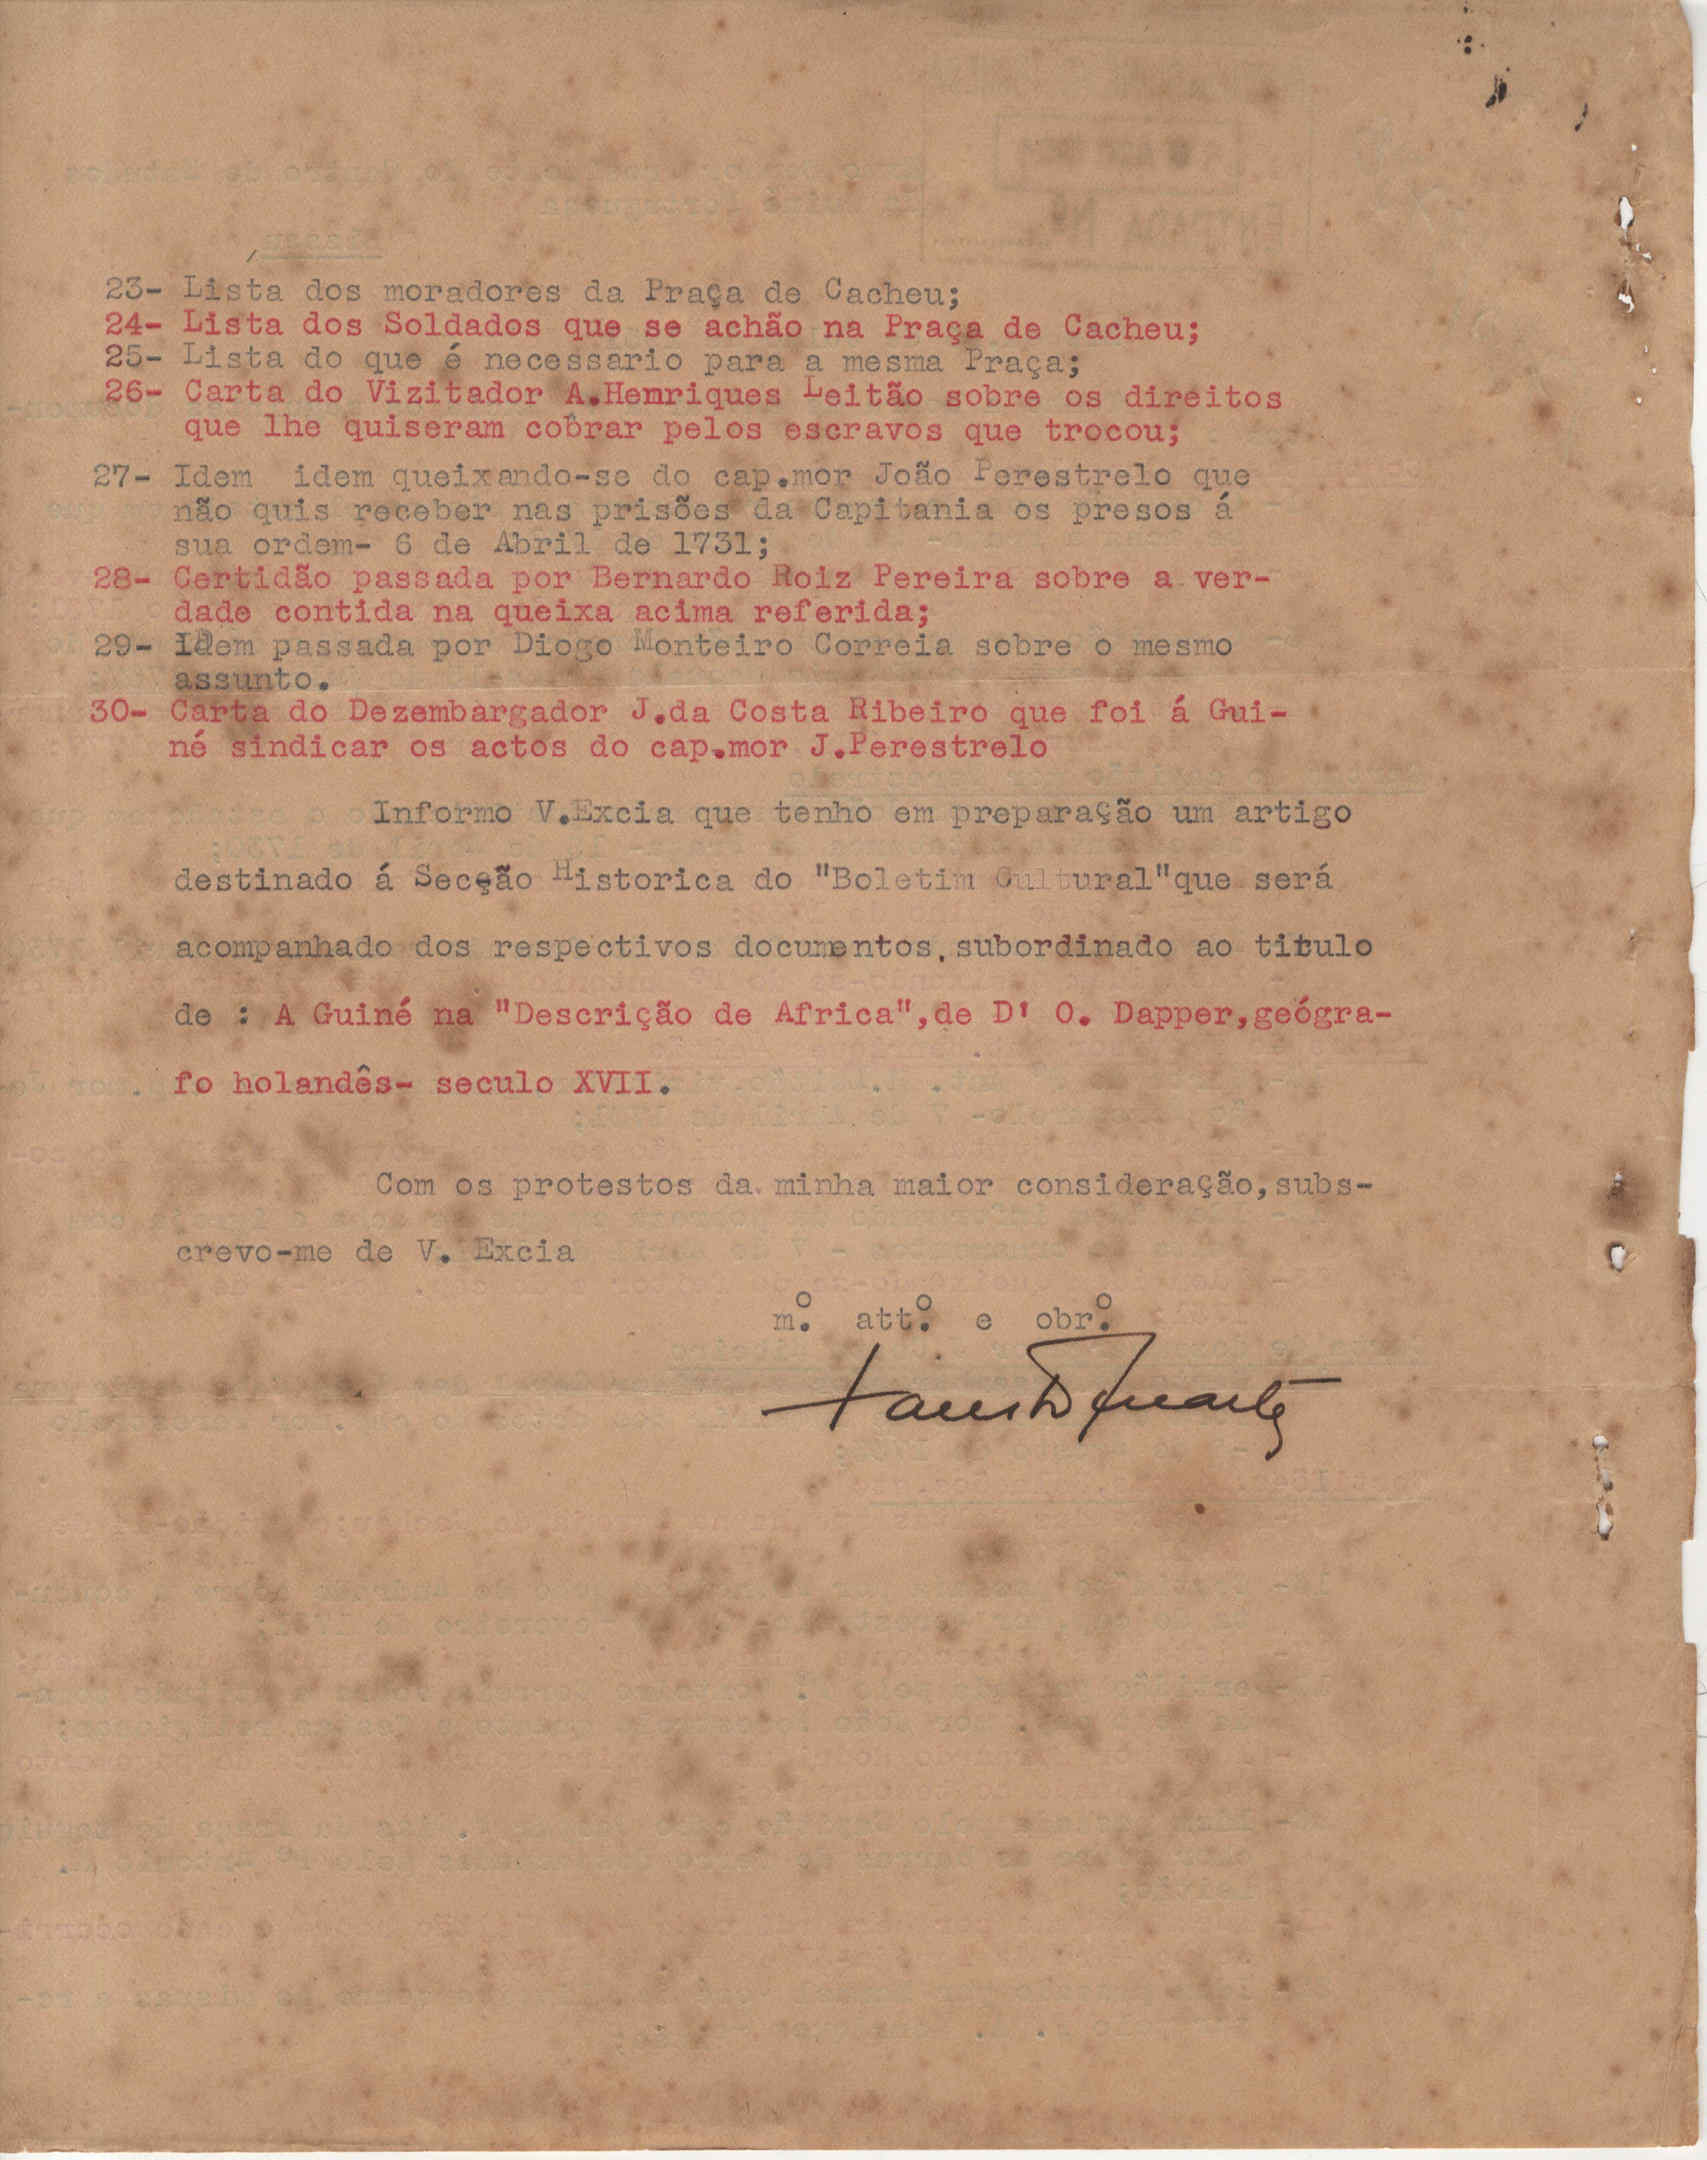 23- Lista dos moradores da Praça de Cacheu;
24- Lista dos Soldados que se achão na Praça de Cacheu;
25- Lista do que é necessario para a mesma Praça;
26- Carta do Vizitador A.Henriques Leitão sobre os direitos
que lhe quiseram cobrar pelos escravos que trocou;
27- Idem idem queixando-se do cap.mor João Perestrelo que
não quis receber nas prisões da Capitania os presos á
sua ordem- 6 de Abril de 1731;
28- Certidão passada por Bernardo Roiz Pereira sobre a ver-
dade contida na queixa acima referida;
29- Idem passada por Diogo Monteiro Correia sobre o mesmo
assunto.
30- Carta do Dezembargador J.da Costa Ribeiro que foi á Gui-
né sindicar os actos do cap.mor J.Perestrelo
Informo V.Excia que tenho em preparação um artigo
destinado á Secção Historica do "Boletim Cultural"que será
acompanhado dos respectivos documentos,subordinado ao titulo
de : A Guiné na "Descrição de Africa",de D' O. Dapper,geógra-
fo holandês- seculo XVII.
Com os protestos da minha maior consideração,subs-
crevo-me de V. Excia
m.º att.º e obr.º
Fausto Duarte